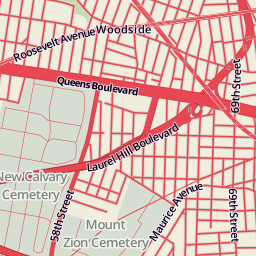 Woodside
Roosevelt Avenue
69th Street
Queens Boulevard
Laurel Hill Boulevard
New Calvary
Cemetery
58th Street
Maurice Avenue
69th Street
Mount
Zion Cemetery